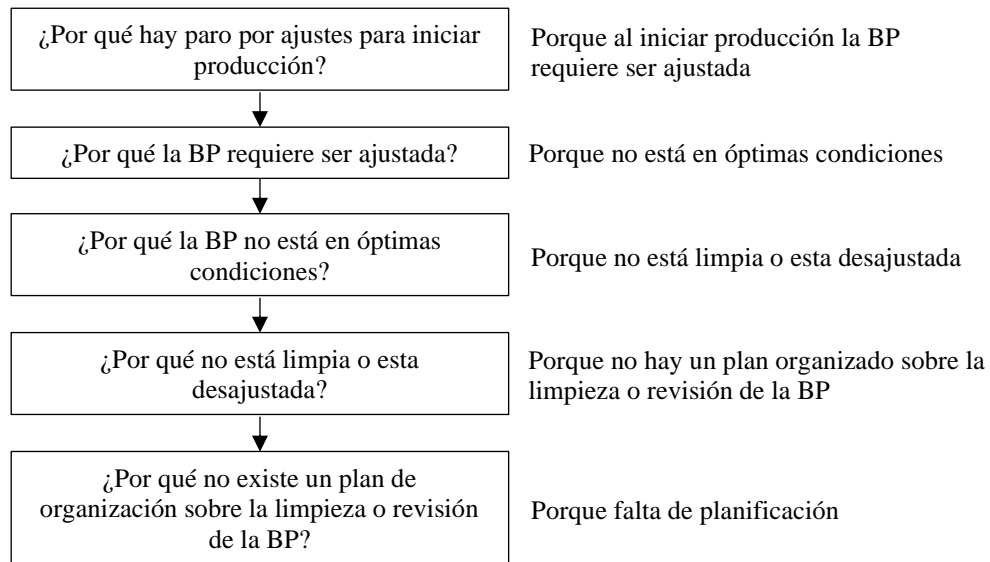 ¿Por qué hay paro por ajustes para iniciar
producción?
Porque al iniciar producción la BP
requiere ser ajustada
¿Por qué la BP requiere ser ajustada?
Porque no está en óptimas condiciones
¿Por qué la BP no está en óptimas
condiciones?
Porque no está limpia o esta desajustada
¿Por qué no está limpia o esta
desajustada?
Porque no hay un plan organizado sobre la
limpieza o revisión de la BP
¿Por qué no existe un plan de
organización sobre la limpieza o revisión
de la BP?
Porque falta de planificación